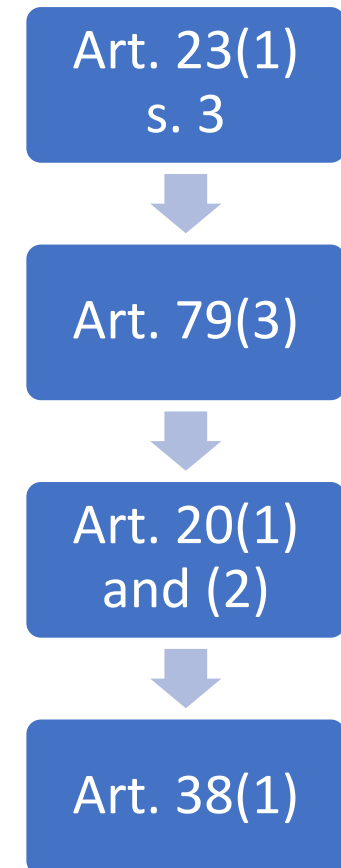 Art. 23(1)
s. 3
Art. 79(3)
Art. 20(1)
and (2)
Art. 38(1)